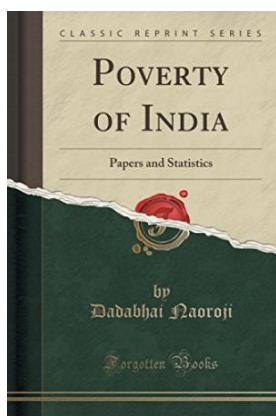 CLASSIC REPRINT SERIES
POVERTY
OF INDIA
Papers and Statistics
by
Dadabhai Naoroji
Forgotten Books